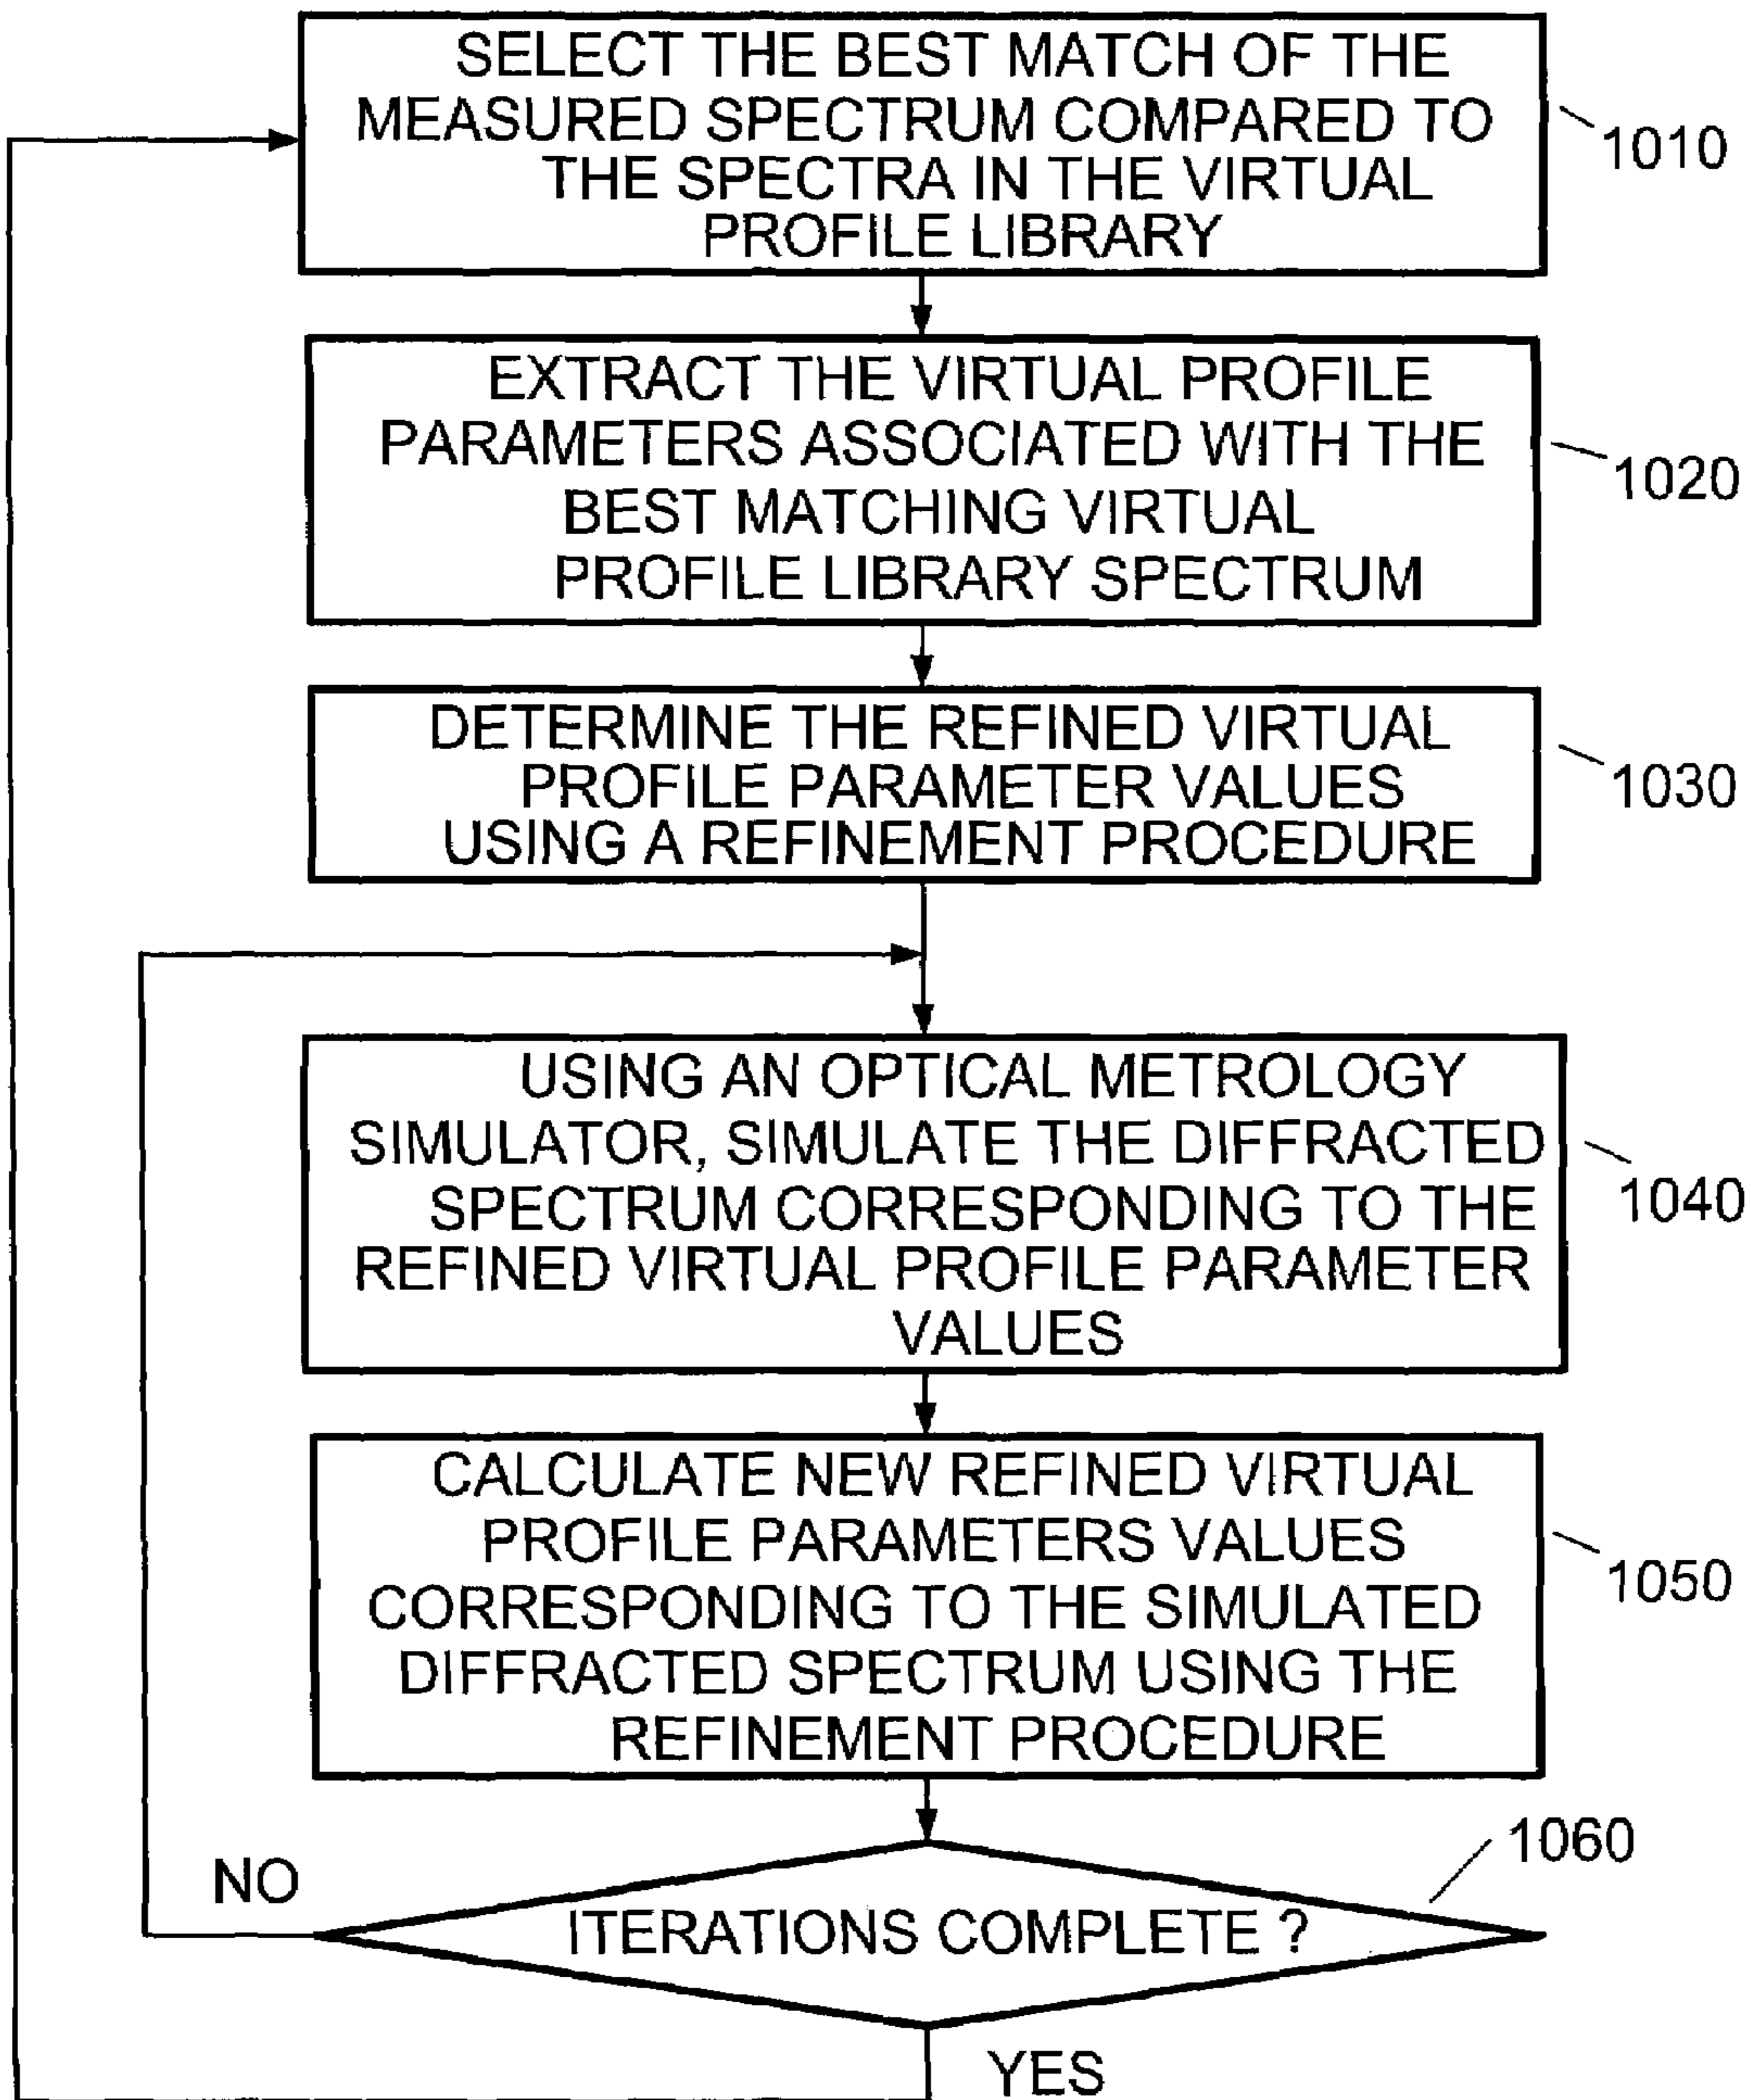 SELECT THE BEST MATCH OF THE
MEASURED SPECTRUM COMPARED TO
THE SPECTRA IN THE VIRTUAL
PROFILE LIBRARY
1010
EXTRACT THE VIRTUAL PROFILE
PARAMETERS ASSOCIATED WITH THE
BEST MATCHING VIRTUAL
PROFILE LIBRARY SPECTRUM
1020
DETERMINE THE REFINED VIRTUAL
PROFILE PARAMETER VALUES
USING A REFINEMENT PROCEDURE
1030
USING AN OPTICAL METROLOGY
SIMULATOR, SIMULATE THE DIFFRACTED
SPECTRUM CORRESPONDING TO THE
REFINED VIRTUAL PROFILE PARAMETER
VALUES
1040
CALCULATE NEW REFINED VIRTUAL
PROFILE PARAMETERS VALUES
CORRESPONDING TO THE SIMULATED
DIFFRACTED SPECTRUM USING THE
REFINEMENT PROCEDURE
1050
1060
NO
ITERATIONS COMPLETE ?
YES